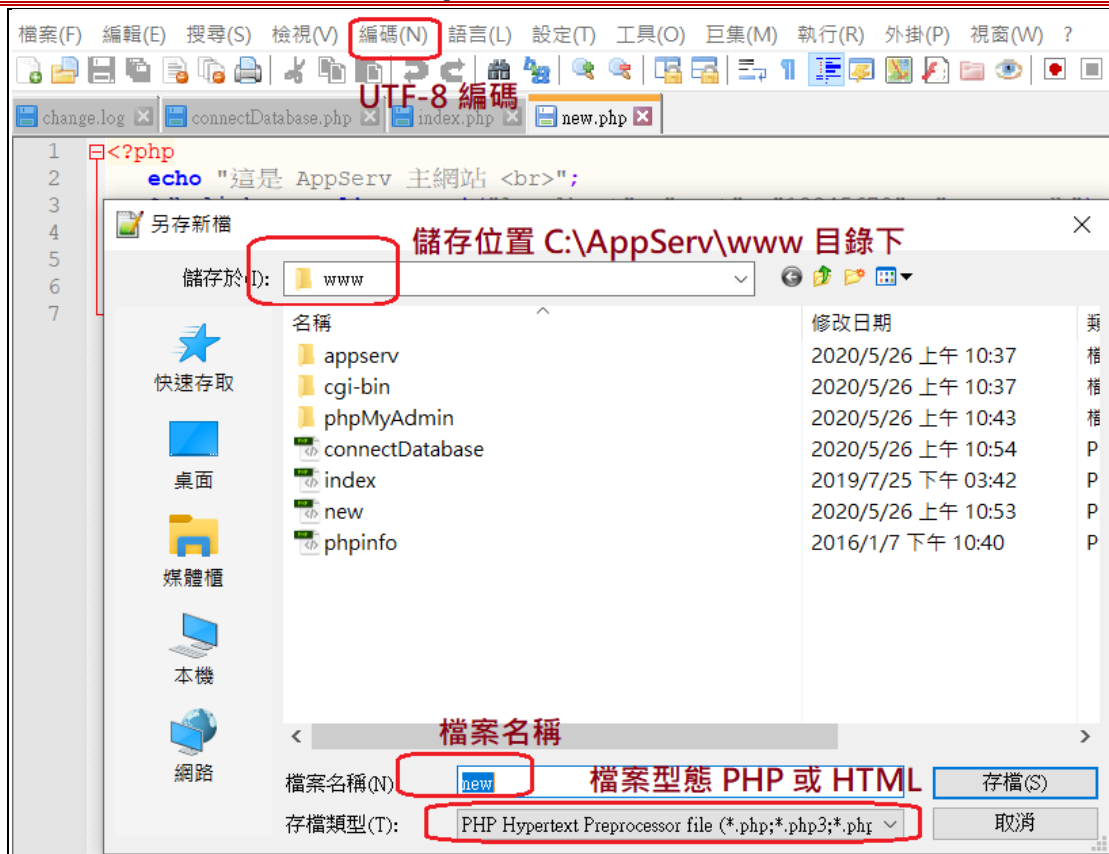 檔案(F) 編輯(E) 搜尋(S) 檢視(V) 編碼(N) 語言(L) 設定(T) 工具(O) 巨集(M) 執行(R) 外掛(P) 視窗(W) ?
UTF-8 編碼
change.log connectDatabase.php index.php new.php
1 <?php
2 echo "這是 AppServ 主網站 <br>";
3
4
5
6
7
另存新檔
儲存位置 C:\AppServ\www 目錄下
儲存於(I): www
名稱 修改日期
appserv 2020/5/26 上午 10:37
cgi-bin 2020/5/26 上午 10:37
phpMyAdmin 2020/5/26 上午 10:43
connectDatabase 2020/5/26 上午 10:54 P
index 2019/7/25 下午 03:42 P
new 2020/5/26 上午 10:53 P
phpinfo 2016/1/7 下午 10:40 P
快速存取
桌面
媒體櫃
本機
網路
檔案名稱
檔案名稱(N) new
檔案型態 PHP 或 HTML
存檔(S)
存檔類型(T): PHP Hypertext Preprocessor file (*.php;*.php3;*.php
取消